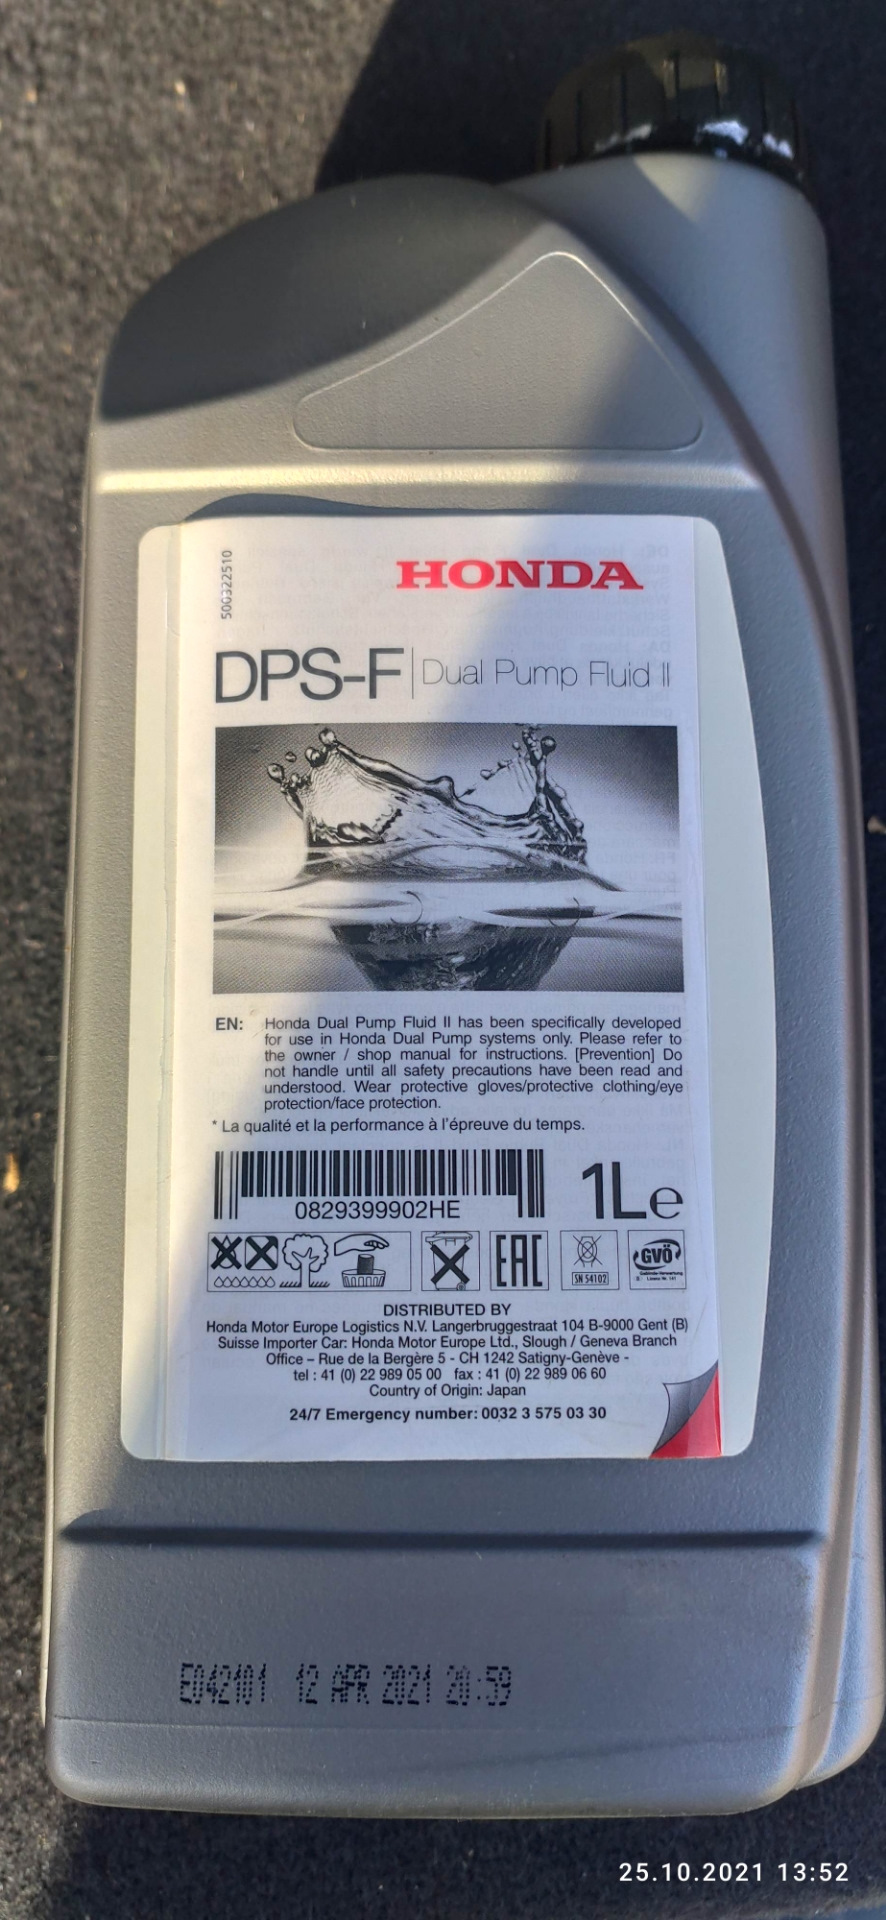 500322510
HONDA
DPS-F | Dual Pump Fluid II
EN: Honda Dual Pump Fluid II has been specifically developed
for use in Honda Dual Pump systems only. Please refer to
the owner / shop manual for instructions. [Prevention] Do
not handle until all safety precautions have been read and
understood. Wear protective gloves/protective clothing/eye
protection/face protection.
* La qualité et la performance à l'épreuve du temps.
0829399902HE
1Le
EAC
SN 54102
GVÖ
DISTRIBUTED BY
Honda Motor Europe Logistics N.V. Langerbruggestraat 104 B-9000 Gent (B)
Suisse Importer Car: Honda Motor Europe Ltd., Slough / Geneva Branch
Office – Rue de la Bergère 5 - CH 1242 Satigny-Genève -
tel : 41 (0) 22 989 05 00 fax : 41 (0) 22 989 06 60
Country of Origin: Japan
24/7 Emergency number: 0032 3 575 03 30
E042101 12 APR 2021 20:59
25.10.2021 13:52